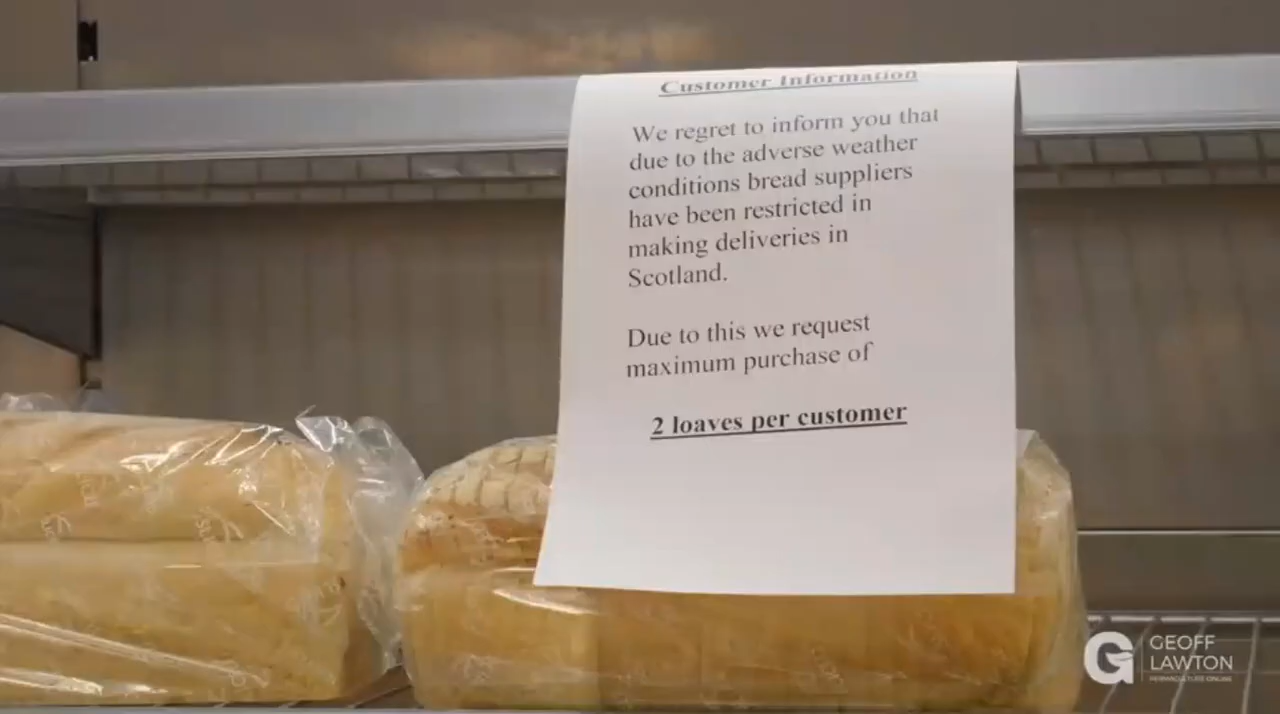 Customer Information
We regret to inform you that
due to the adverse weather
conditions bread suppliers
have been restricted in
making deliveries in
Scotland.
Due to this we request
maximum purchase of
2 loaves per customer
GEOFF
LAWTON
PERMACULTURE ONLINE